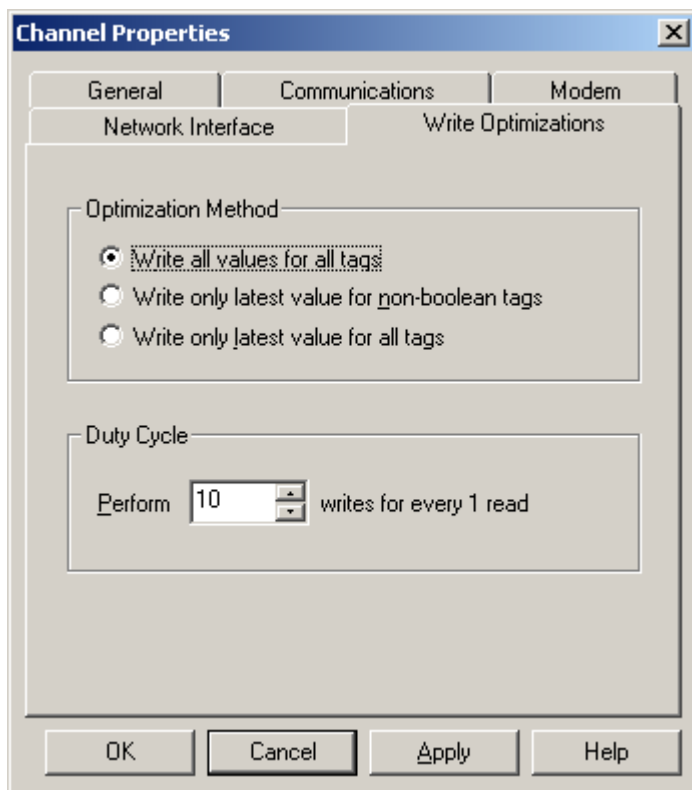 Channel Properties
General Communications Modem
Network Interface Write Optimizations
Optimization Method
Write all values for all tags
Write only latest value for non-boolean tags
Write only latest value for all tags
Duty Cycle
Perform 10 writes for every 1 read
OK Cancel Apply Help